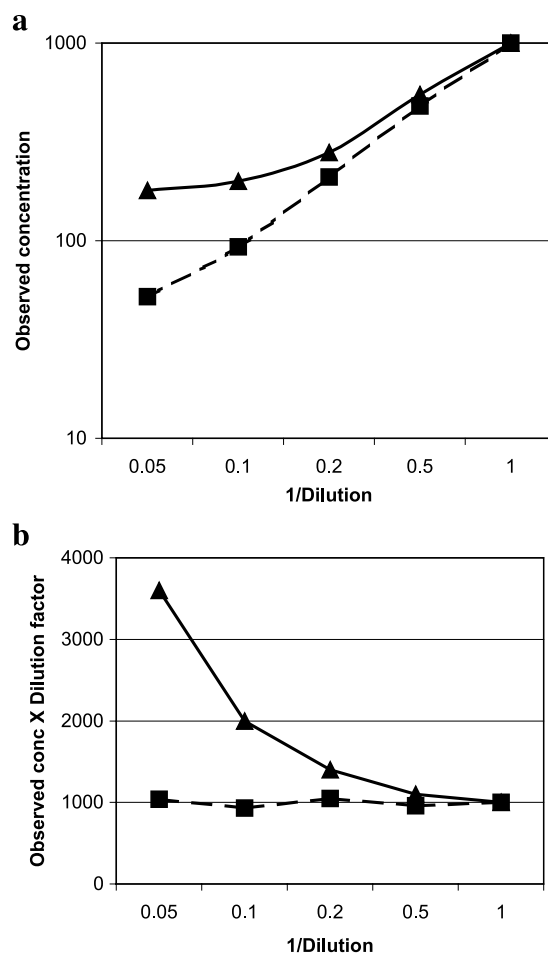 a
1000
100
10
Observed concentration
0.05 0.1 0.2 0.5 1
1/Dilution
b
4000
3000
2000
1000
0
Observed conc X Dilution factor
0.05 0.1 0.2 0.5 1
1/Dilution